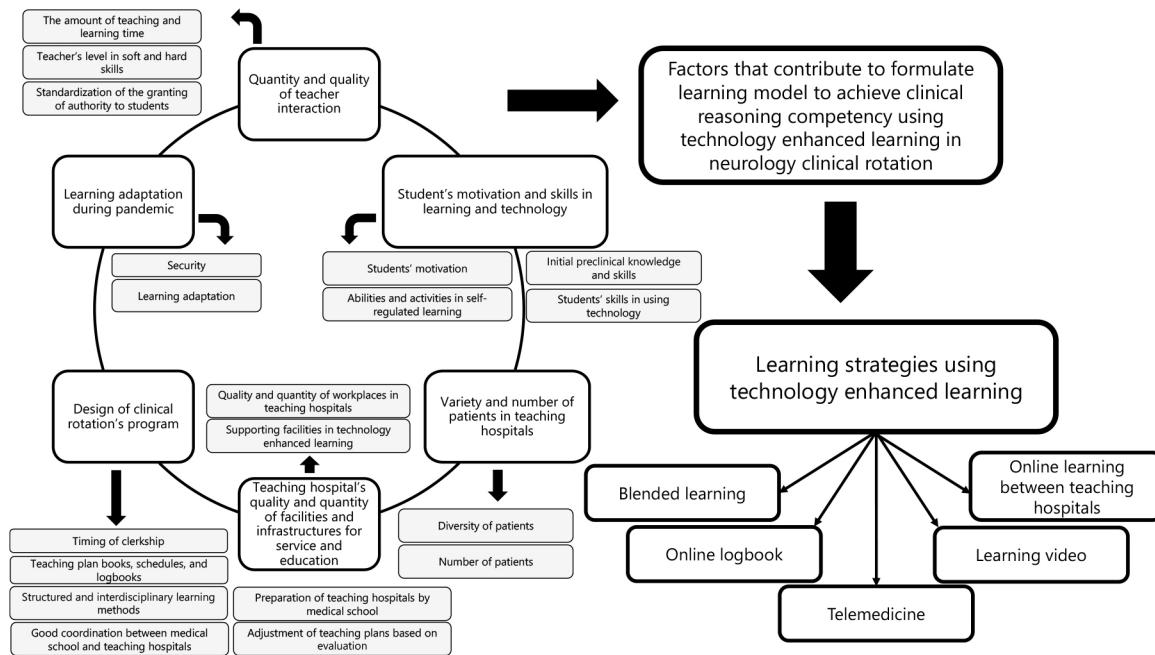 The amount of teaching and
learning time
Teacher's level in soft and hard
skills
Standardization of the granting
of authority to students
Quantity and quality
of teacher
interaction
Factors that contribute to formulate
learning model to achieve clinical
reasoning competency using
technology enhanced learning in
neurology clinical rotation
Learning adaptation
during pandemic
Student's motivation and skills in
learning and technology
Security
Learning adaptation
Students' motivation
Abilities and activities in self-
regulated learning
Initial preclinical knowledge
and skills
Students' skills in using
technology
Learning strategies using
technology enhanced learning
Design of clinical
rotation's program
Quality and quantity of workplaces in
teaching hospitals
Supporting facilities in technology
enhanced learning
Variety and number of
patients in teaching
hospitals
Teaching hospital's
quality and quantity
of facilities and
infrastructures for
service and
education
Diversity of patients
Number of patients
Timing of clerkship
Teaching plan books, schedules, and
logbooks
Structured and interdisciplinary learning
methods
Good coordination between medical
school and teaching hospitals
Preparation of teaching hospitals by
medical school
Adjustment of teaching plans based on
evaluation
Blended learning
Online logbook
Telemedicine
Learning video
Online learning
between teaching
hospitals